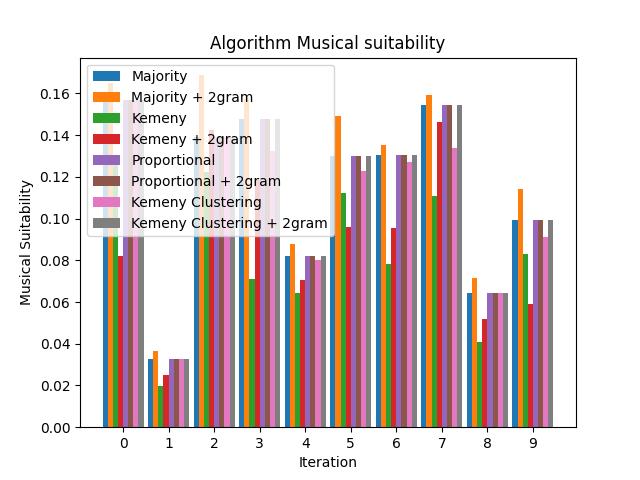 Algorithm Musical suitability
Majority
Majority + 2gram
Kemeny
Kemeny + 2gram
Proportional
Proportional + 2gram
Kemeny Clustering
Kemeny Clustering + 2gram
Musical Suitability
0.16
0.14
0.12
0.10
0.08
0.06
0.04
0.02
0.00
0 1 2 3 4 5 6 7 8 9
Iteration